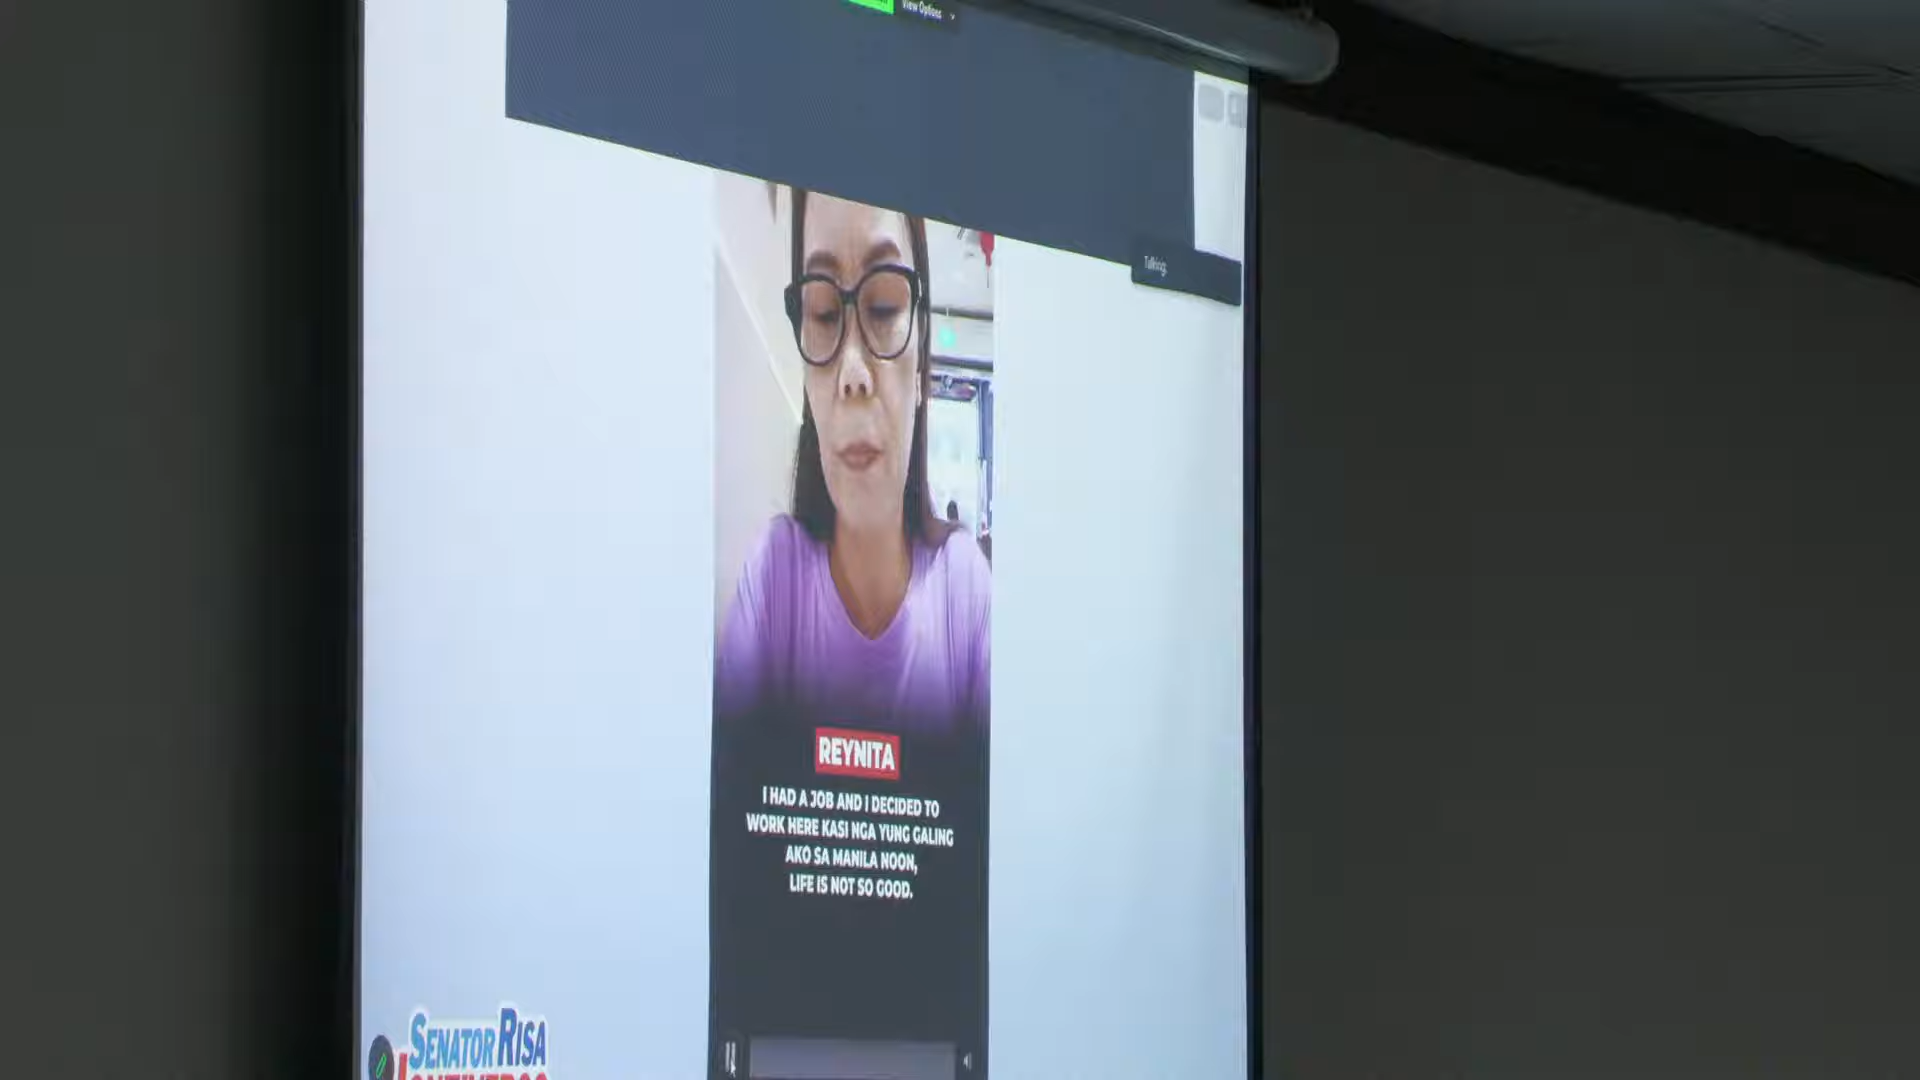 View Options
Talking:
REYNITA
I HAD A JOB AND I DECIDED TO
WORK HERE KASI NGA YUNG GALING
AKO SA MANILA NOON,
LIFE IS NOT SO GOOD.
SENATOR RISA
HONTIVEROS